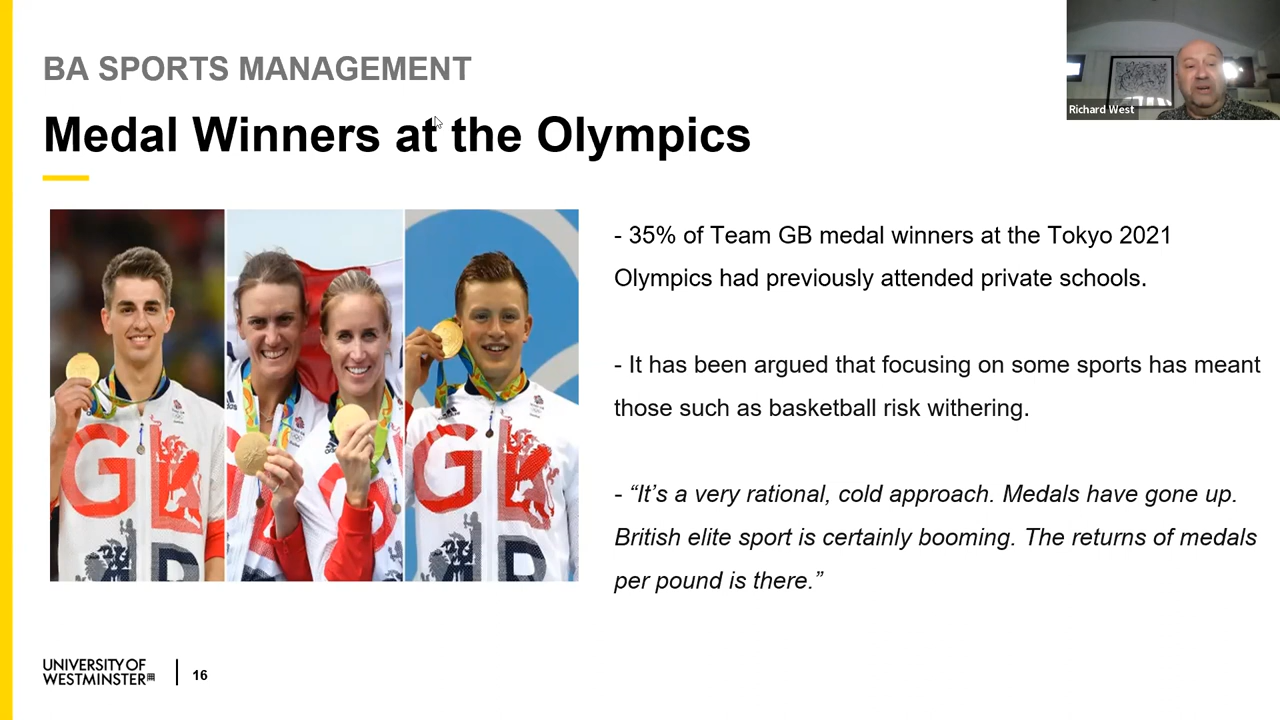 BA SPORTS MANAGEMENT
Medal Winners at the Olympics
Richard West
- 35% of Team GB medal winners at the Tokyo 2021
Olympics had previously attended private schools.
- It has been argued that focusing on some sports has meant
those such as basketball risk withering.
- “It’s a very rational, cold approach. Medals have gone up.
British elite sport is certainly booming. The returns of medals
per pound is there.”
G
G
UNIVERSITY OF
WESTMINSTER
16